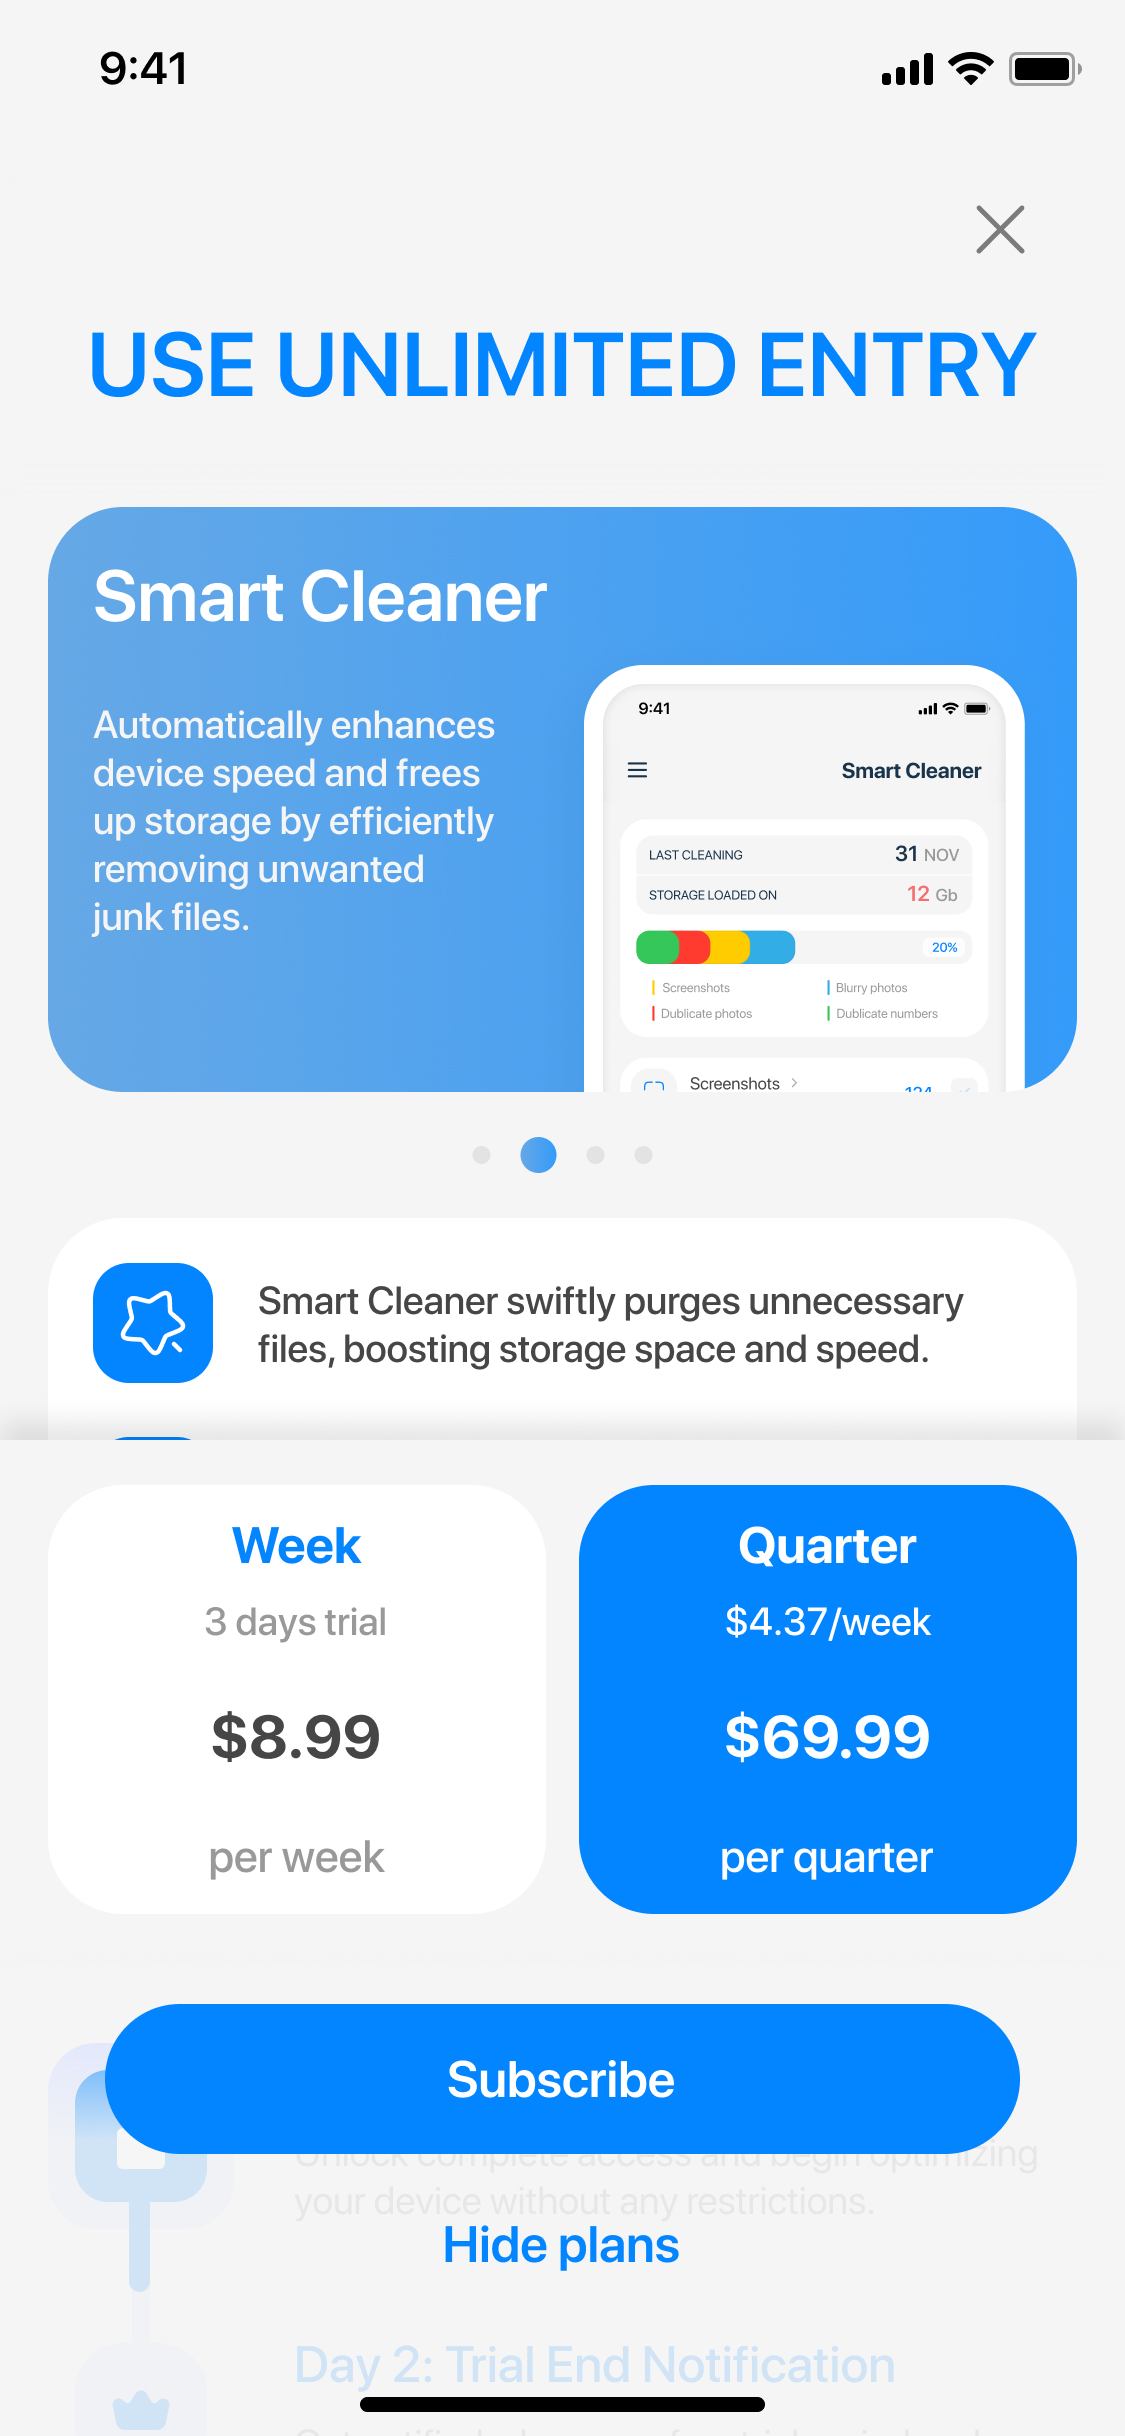 9:41
USE UNLIMITED ENTRY
Smart Cleaner
Automatically enhances
device speed and frees
up storage by efficiently
removing unwanted
junk files.
9:41
Smart Cleaner
LAST CLEANING 31 NOV
STORAGE LOADED ON 12 Gb
20%
Screenshots Blurry photos
Dublicate photos Dublicate numbers
Screenshots
Smart Cleaner swiftly purges unnecessary
files, boosting storage space and speed.
Week
3 days trial
$8.99
per week
Quarter
$4.37/week
$69.99
per quarter
Subscribe
Unlock complete access and begin optimizing
your device without any restrictions.
Hide plans
Day 2: Trial End Notification